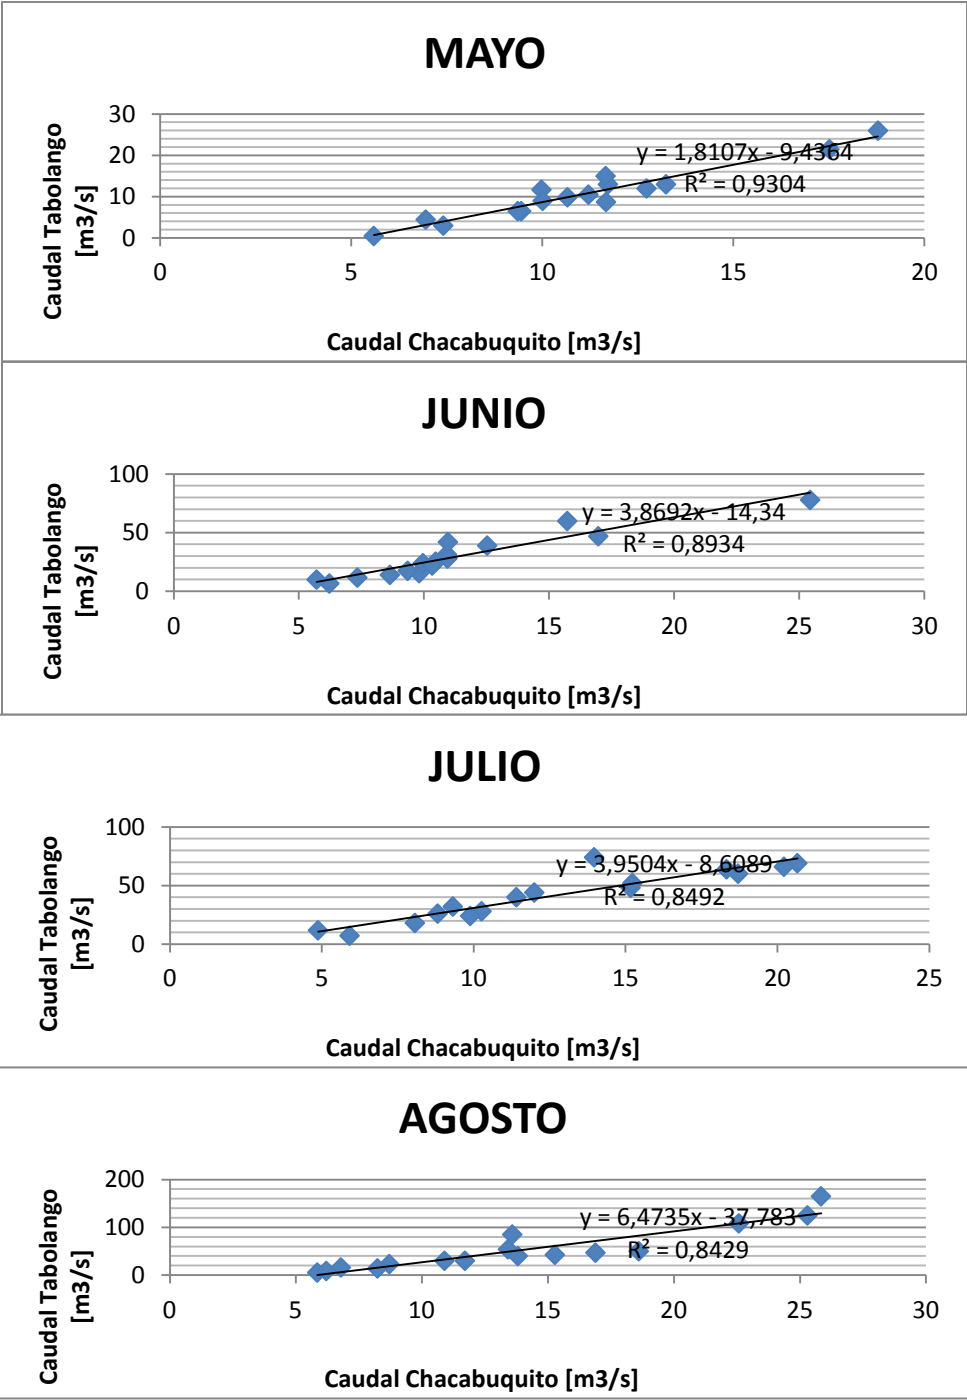 MAYO
30
20
10
0
0 5 10 15 20
Caudal Tabolango
[m3/s]
y = 1,8107x - 9,4364
R² = 0,9304
Caudal Chacabuquito [m3/s]
JUNIO
100
50
0
0 5 10 15 20 25 30
Caudal Tabolango
[m3/s]
y = 3,8692x - 14,34
R² = 0,8934
Caudal Chacabuquito [m3/s]
JULIO
100
50
0
0 5 10 15 20 25
Caudal Tabolango
[m3/s]
y = 3,9504x - 8,6089
R² = 0,8492
Caudal Chacabuquito [m3/s]
AGOSTO
200
100
0
0 5 10 15 20 25 30
Caudal Tabolango
[m3/s]
y = 6,4735x - 37,783
R² = 0,8429
Caudal Chacabuquito [m3/s]